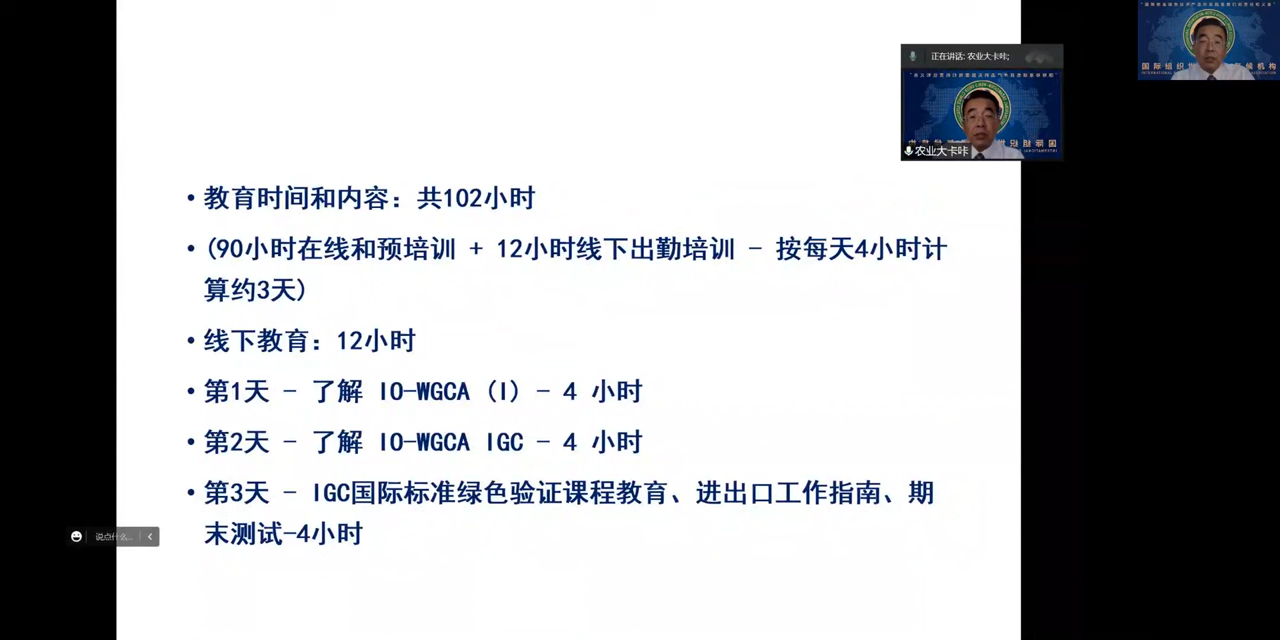 正在讲话: 农业大卡咔;
农业大卡咔
• 教育时间和内容：共102小时
• (90小时在线和预培训 + 12小时线下出勤培训 － 按每天4小时计
算约3天)
• 线下教育：12小时
• 第1天 － 了解 IO-WGCA（I）－ 4 小时
• 第2天 － 了解 IO-WGCA IGC － 4 小时
• 第3天 － IGC国际标准绿色验证课程教育、进出口工作指南、期
末测试-4小时
说点什么...